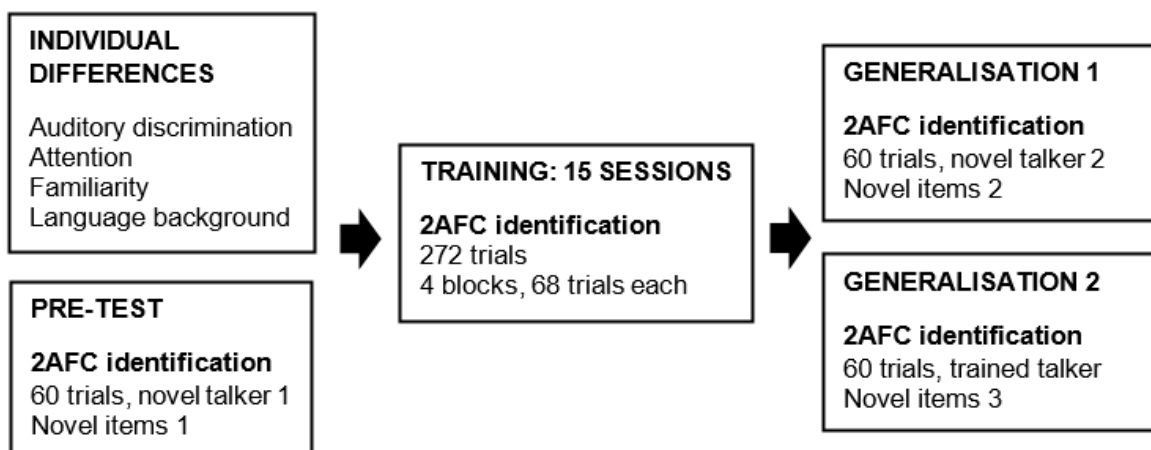 INDIVIDUAL
DIFFERENCES
Auditory discrimination
Attention
Familiarity
Language background
PRE-TEST
2AFC identification
60 trials, novel talker 1
Novel items 1
TRAINING: 15 SESSIONS
2AFC identification
272 trials
4 blocks, 68 trials each
GENERALISATION 1
2AFC identification
60 trials, novel talker 2
Novel items 2
GENERALISATION 2
2AFC identification
60 trials, trained talker
Novel items 3